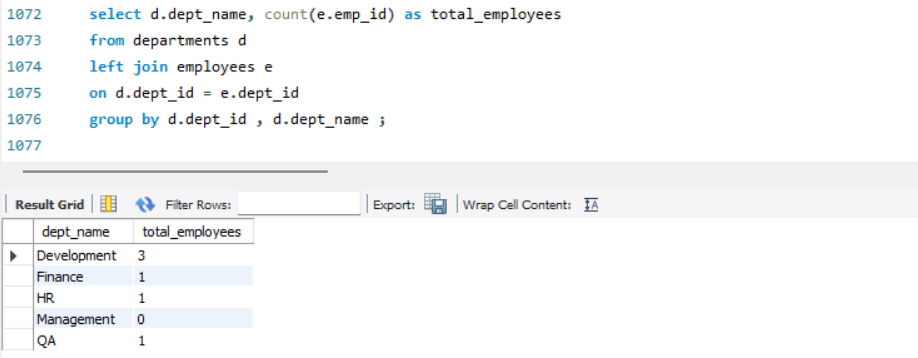 1072 select d.dept_name, count(e.emp_id) as total_employees
1073 from departments d
1074 left join employees e
1075 on d.dept_id = e.dept_id
1076 group by d.dept_id , d.dept_name ;
1077
Result Grid Filter Rows: Export: Wrap Cell Content: IA
dept_name total_employees
Development 3
Finance 1
HR 1
Management 0
QA 1